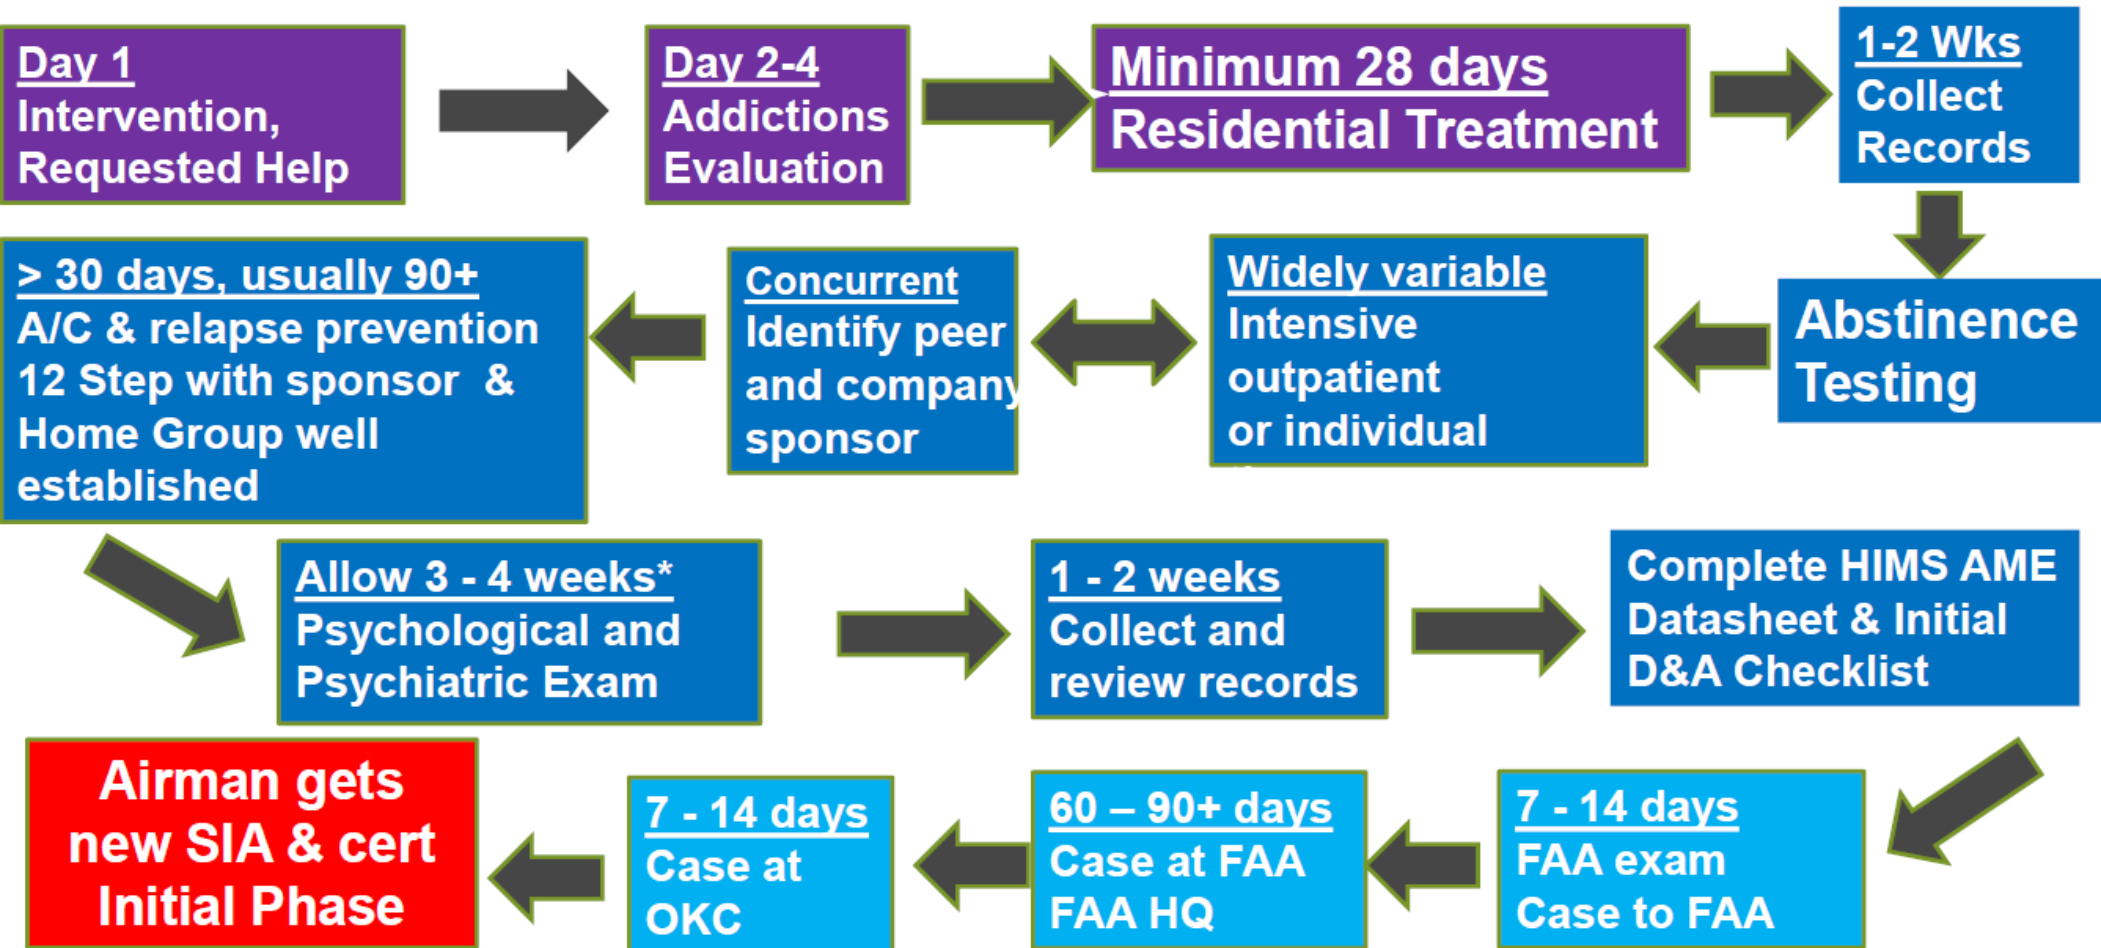 Day 1
Intervention,
Requested Help
Day 2-4
Addictions
Evaluation
Minimum 28 days
Residential Treatment
1-2 Wks
Collect
Records
Abstinence
Testing
Widely variable
Intensive
outpatient
or individual
Concurrent
Identify peer
and company
sponsor
> 30 days, usually 90+
A/C & relapse prevention
12 Step with sponsor &
Home Group well
established
Allow 3 - 4 weeks*
Psychological and
Psychiatric Exam
1 - 2 weeks
Collect and
review records
Complete HIMS AME
Datasheet & Initial
D&A Checklist
7 - 14 days
FAA exam
Case to FAA
60 – 90+ days
Case at FAA
FAA HQ
7 - 14 days
Case at
OKC
Airman gets
new SIA & cert
Initial Phase